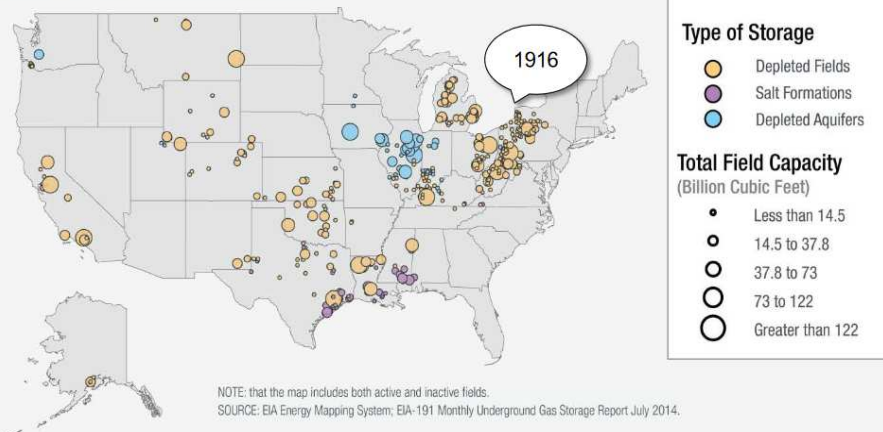 1916
Type of Storage
Depleted Fields
Salt Formations
Depleted Aquifers
Total Field Capacity
(Billion Cubic Feet)
Less than 14.5
14.5 to 37.8
37.8 to 73
73 to 122
Greater than 122
NOTE: that the map includes both active and inactive fields.
SOURCE: EIA Energy Mapping System; EIA-191 Monthly Underground Gas Storage Report July 2014.